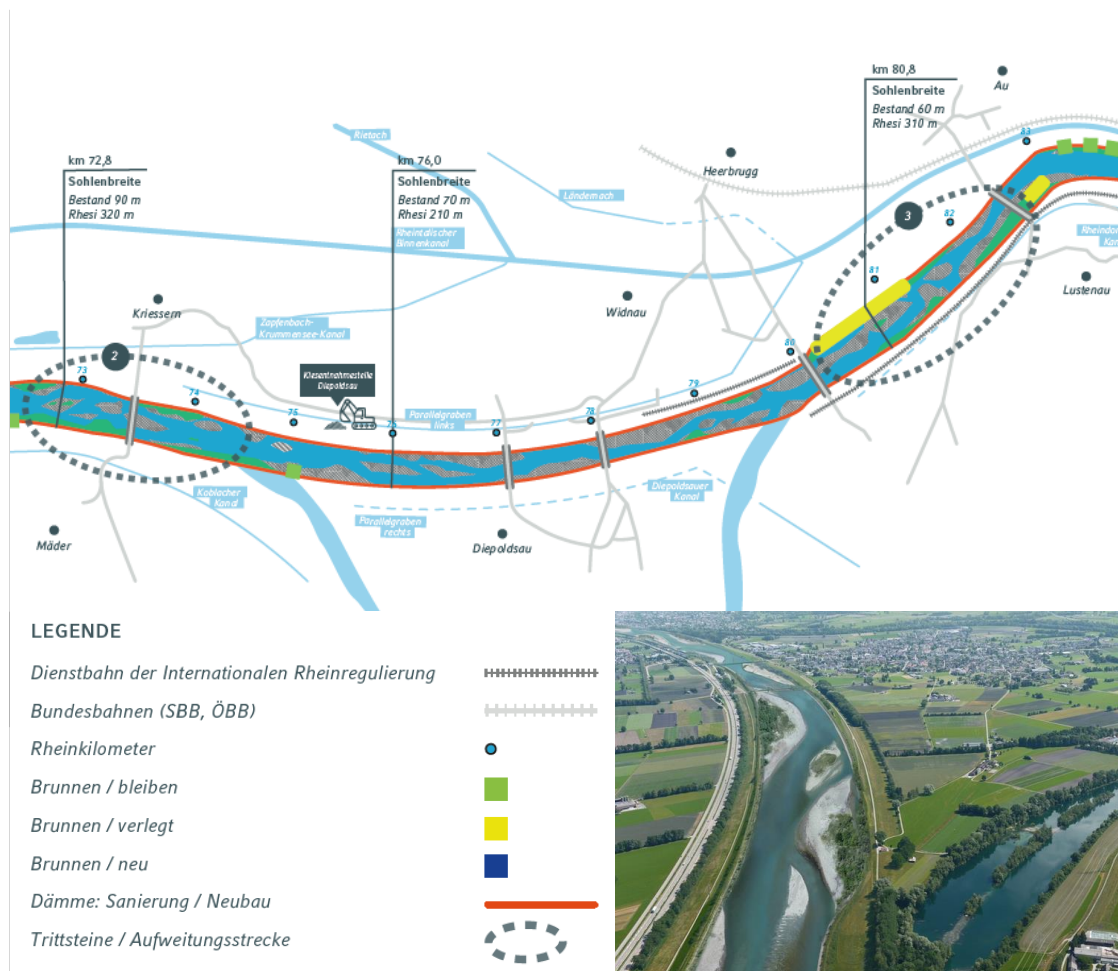 km 80,8
Sohlenbreite
Bestand 60 m
Rhesi 310 m
Au
83
Rietach
km 72,8
Sohlenbreite
Bestand 90 m
Rhesi 320 m
km 76,0
Sohlenbreite
Bestand 70 m
Rhesi 210 m
Rheintalischer
Binnenkanal
Heerbrugg
Ländernach
3
82
81
Lustenau
Kriessern
Widnau
Zapfenbach-
Krummensee-Kanal
80
2
73
74
75
Kiesentnahmestelle
Diepoldsau
76
Parallelgraben
links
77
78
79
Koblacher
Kanal
Parallelgraben
rechts
Diepoldsauer
Kanal
Mäder
Diepoldsau
LEGENDE
Dienstbahn der Internationalen Rheinregulierung
Bundesbahnen (SBB, ÖBB)
Rheinkilometer
Brunnen / bleiben
Brunnen / verlegt
Brunnen / neu
Dämme: Sanierung / Neubau
Trittsteine / Aufweitungsstrecke